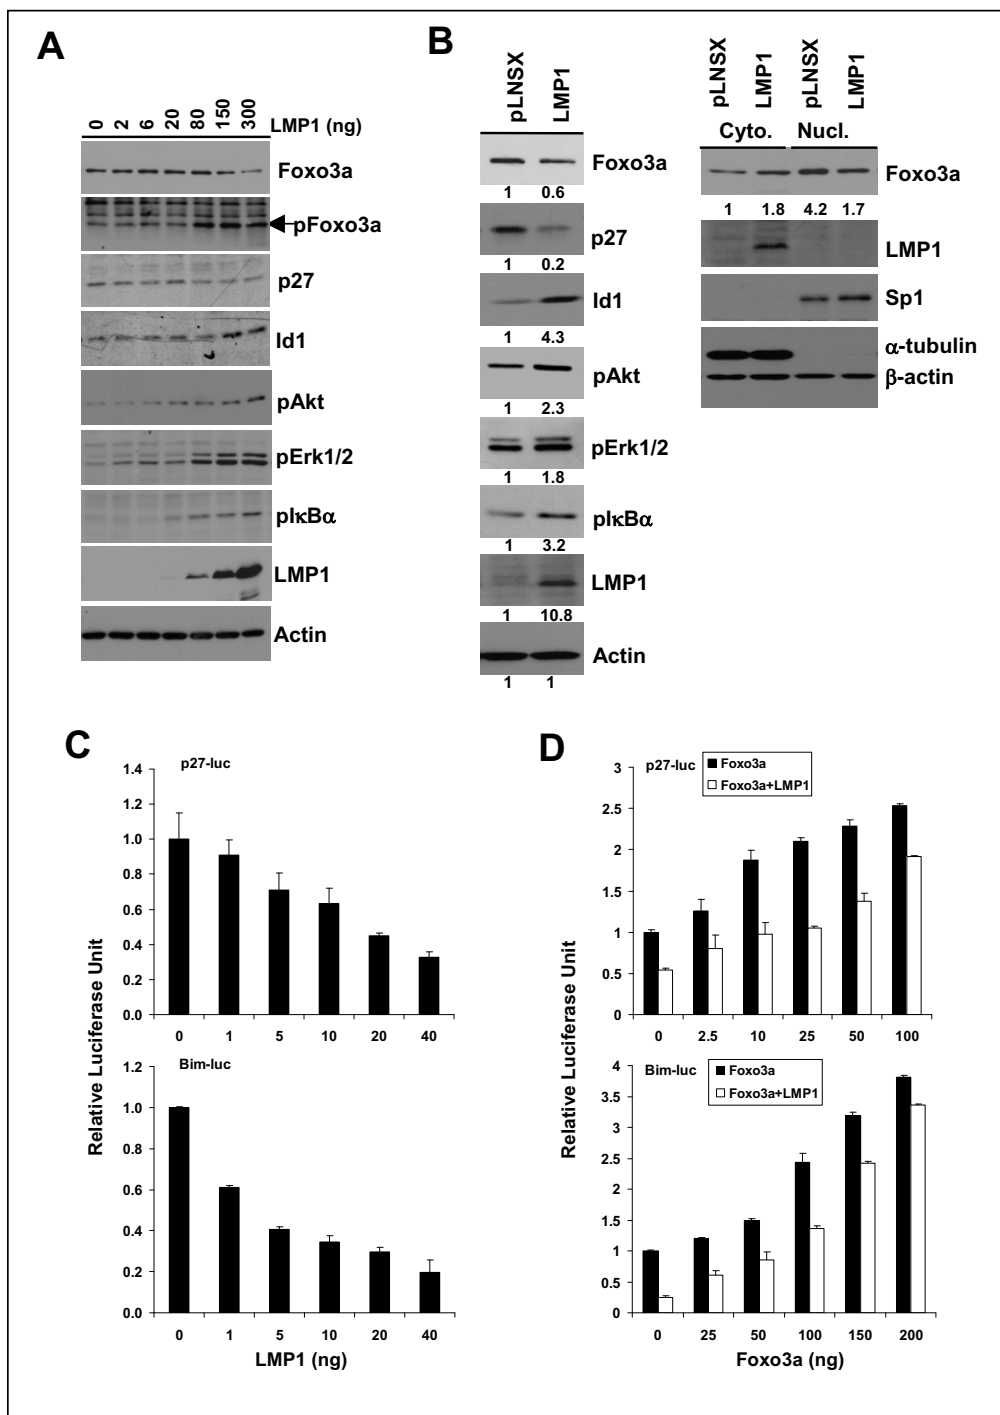 A
0 2 6 20 80 150 300 LMP1 (ng)
Foxo3a
pFoxo3a
p27
Id1
pAkt
pErk1/2
pIκBα
LMP1
Actin
B
pLNSX LMP1
Foxo3a
1 0.6
p27
1 0.2
Id1
1 4.3
pAkt
1 2.3
pErk1/2
1 1.8
pIκBα
1 3.2
LMP1
1 10.8
Actin
1 1
pLNSX LMP1 pLNSX LMP1
Cyto. Nucl.
Foxo3a
1 1.8 4.2 1.7
LMP1
Sp1
α-tubulin
β-actin
C
Relative Luciferase Unit
p27-luc
1.4
1.2
1.0
0.8
0.6
0.4
0.2
0.0
0 1 5 10 20 40
Bim-luc
1.2
1.0
0.8
0.6
0.4
0.2
0.0
0 1 5 10 20 40
LMP1 (ng)
D
Relative Luciferase Unit
p27-luc
Foxo3a
Foxo3a+LMP1
3
2.5
2
1.5
1
0.5
0
0 2.5 10 25 50 100
Bim-luc
Foxo3a
Foxo3a+LMP1
4
3.5
3
2.5
2
1.5
1
0.5
0
0 25 50 100 150 200
Foxo3a (ng)